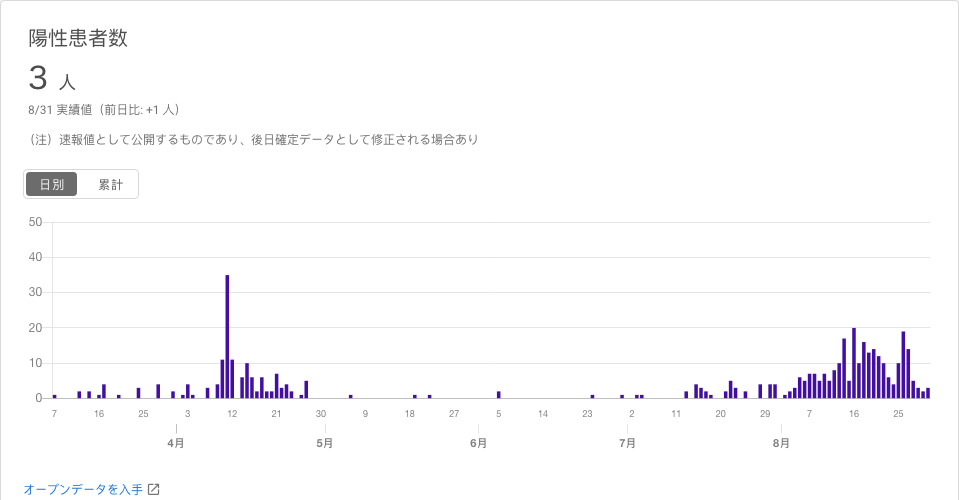 陽性患者数
3 人
8/31 実績値（前日比: +1 人）
（注）速報値として公開するものであり、後日確定データとして修正される場合あり
日別 累計
50
40
30
20
10
0
7 16 25 3 12 21 30 9 18 27 5 14 23 2 11 20 29 7 16 25
4月 5月 6月 7月 8月
オープンデータを入手